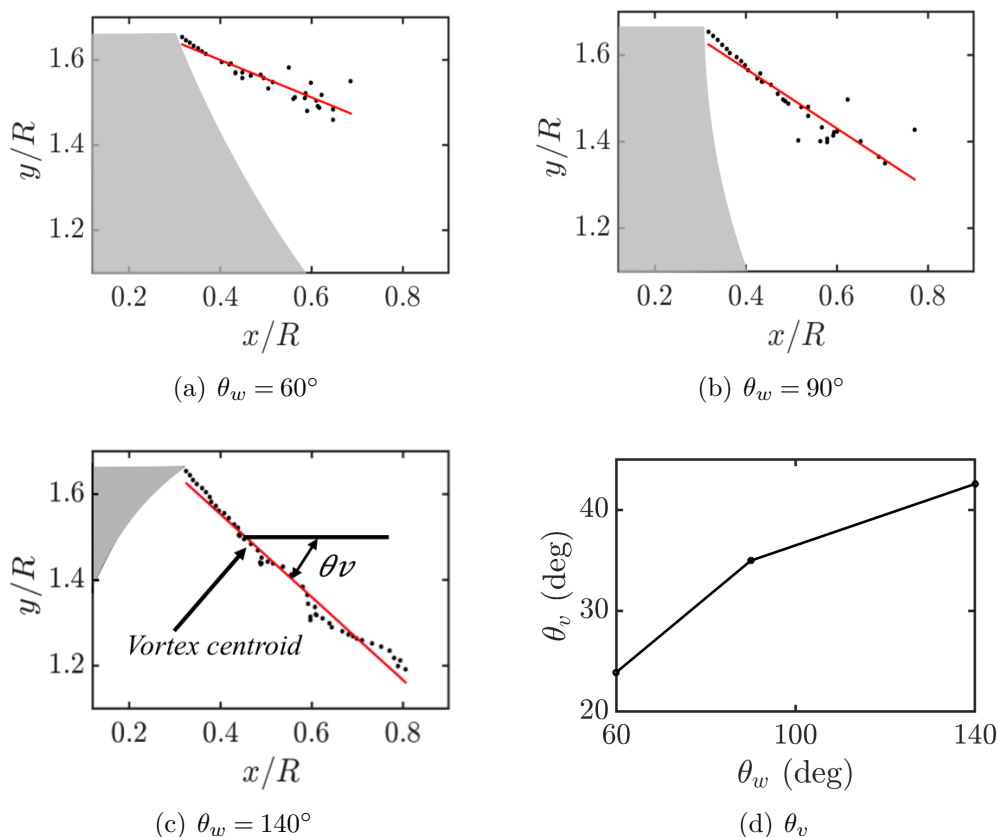 1.6
1.4
1.2
y/R
0.2 0.4 0.6 0.8
x/R
(a) θ_w = 60°
1.6
1.4
1.2
y/R
0.2 0.4 0.6 0.8
x/R
(b) θ_w = 90°
1.6
1.4
1.2
y/R
θv
Vortex centroid
0.2 0.4 0.6 0.8
x/R
(c) θ_w = 140°
40
30
20
θ_v (deg)
60 100 140
θ_w (deg)
(d) θ_v